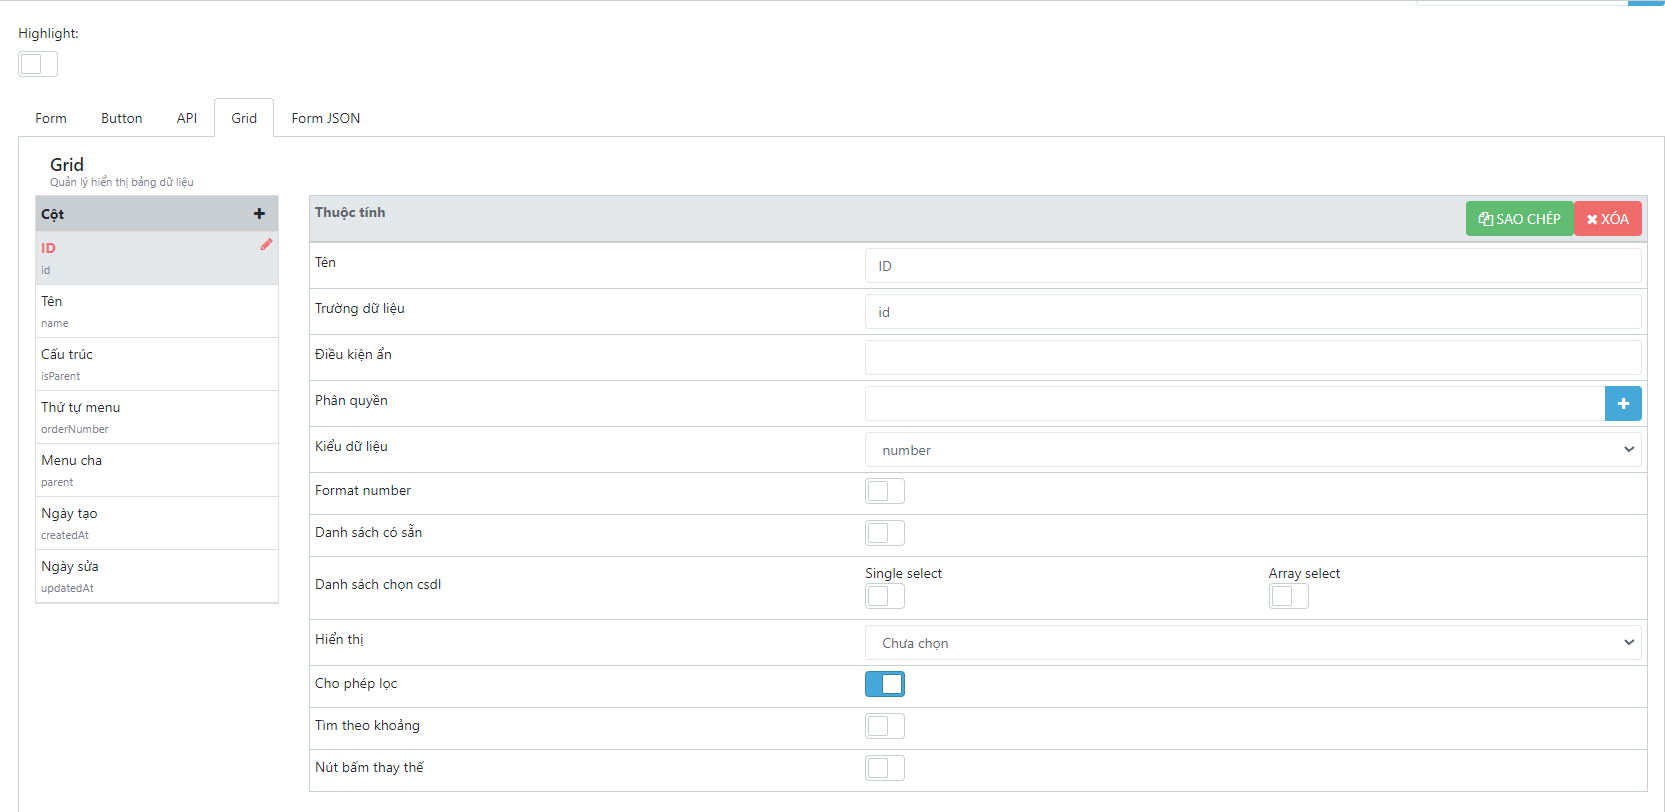 Highlight:
Form Button API Grid Form JSON
Grid
Quản lý hiển thị bảng dữ liệu
Cột
ID
id
Tên
name
Cấu trúc
isParent
Thứ tự menu
orderNumber
Menu cha
parent
Ngày tạo
createdAt
Ngày sửa
updatedAt
Thuộc tính
SAO CHÉP XÓA
Tên ID
Trường dữ liệu id
Điều kiện ẩn
Phân quyền
Kiểu dữ liệu number
Format number
Danh sách có sẵn
Danh sách chọn csdl Single select Array select
Hiển thị Chưa chọn
Cho phép lọc
Tìm theo khoảng
Nút bấm thay thế